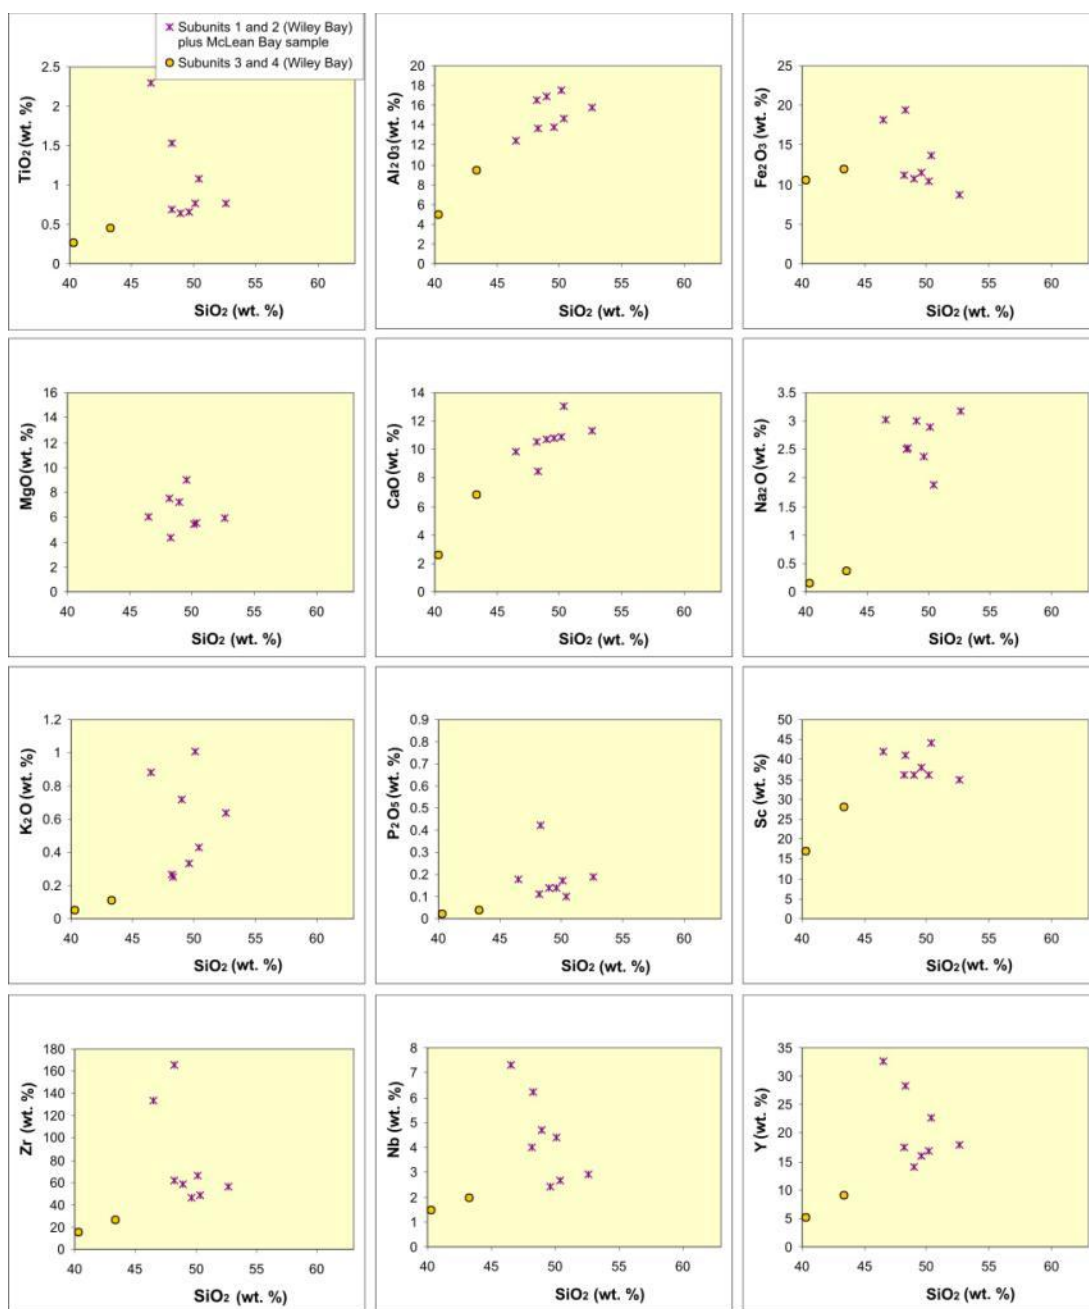 Subunits 1 and 2 (Wiley Bay)
plus McLean Bay sample
Subunits 3 and 4 (Wiley Bay)
TiO2 (wt. %)
2.5
2
1.5
1
0.5
0
40 45 50 55 60
SiO2 (wt. %)
Al2O3 (wt. %)
20
18
16
14
12
10
8
6
4
2
0
40 45 50 55 60
SiO2 (wt. %)
Fe2O3 (wt. %)
25
20
15
10
5
0
40 45 50 55 60
SiO2 (wt. %)
MgO (wt. %)
16
14
12
10
8
6
4
2
0
40 45 50 55 60
SiO2 (wt. %)
CaO (wt. %)
14
12
10
8
6
4
2
0
40 45 50 55 60
SiO2 (wt. %)
Na2O (wt. %)
3.5
3
2.5
2
1.5
1
0.5
0
40 45 50 55 60
SiO2 (wt. %)
K2O (wt. %)
1.2
1
0.8
0.6
0.4
0.2
0
40 45 50 55 60
SiO2 (wt. %)
P2O5 (wt. %)
0.9
0.8
0.7
0.6
0.5
0.4
0.3
0.2
0.1
0
40 45 50 55 60
SiO2 (wt. %)
Sc (wt. %)
50
45
40
35
30
25
20
15
10
5
0
40 45 50 55 60
SiO2 (wt. %)
Zr (wt. %)
180
160
140
120
100
80
60
40
20
0
40 45 50 55 60
SiO2 (wt. %)
Nb (wt. %)
8
7
6
5
4
3
2
1
0
40 45 50 55 60
SiO2 (wt. %)
Y (wt. %)
35
30
25
20
15
10
5
0
40 45 50 55 60
SiO2 (wt. %)